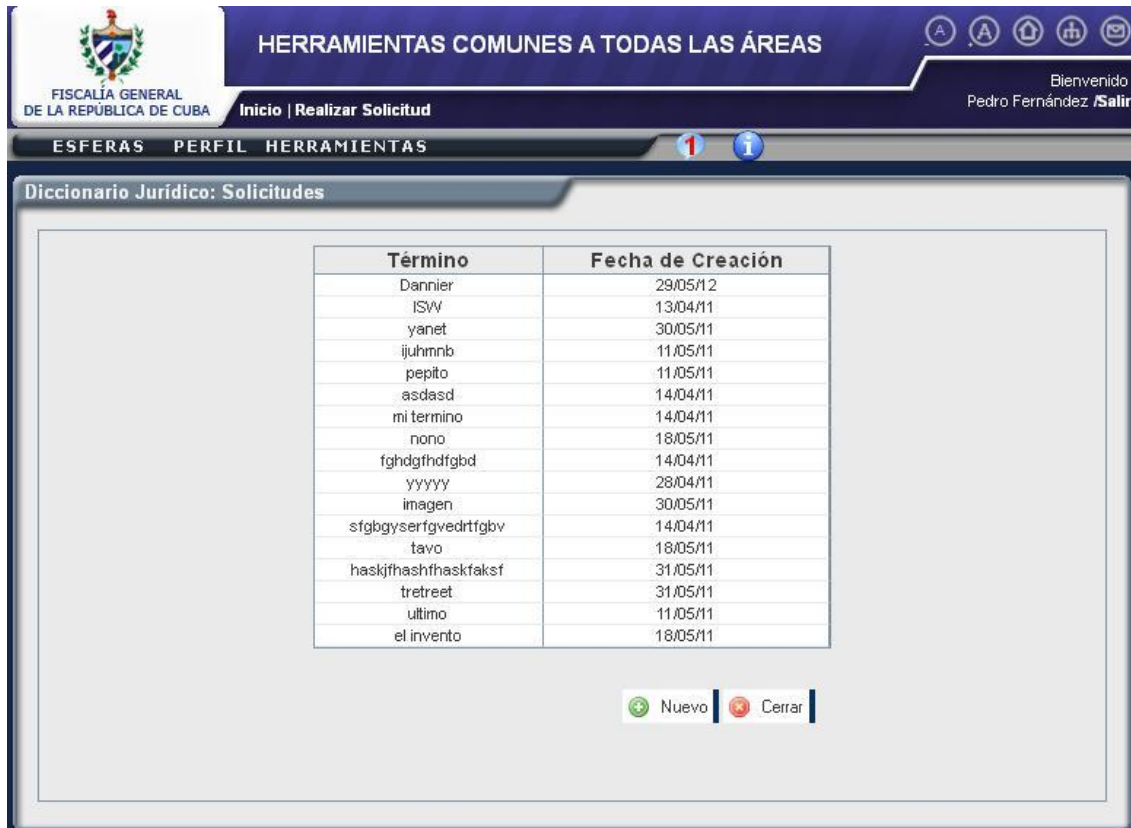 HERRAMIENTAS COMUNES A TODAS LAS ÁREAS
A A
Bienvenido
Pedro Fernández /Salir
FISCALÍA GENERAL
DE LA REPÚBLICA DE CUBA
Inicio | Realizar Solicitud
ESFERAS PERFIL HERRAMIENTAS
1 i
Diccionario Jurídico: Solicitudes
Término Fecha de Creación
Dannier 29/05/12
ISW 13/04/11
yanet 30/05/11
ijuhmnb 11/05/11
pepito 11/05/11
asdasd 14/04/11
mi termino 14/04/11
nono 18/05/11
fghdgfhdfgbd 14/04/11
yyyyy 28/04/11
imagen 30/05/11
sfgbgyserfgvedrtfgbv 14/04/11
tavo 18/05/11
haskjfhashfhaskfaksf 31/05/11
tretreet 31/05/11
ultimo 11/05/11
el invento 18/05/11
Nuevo Cerrar